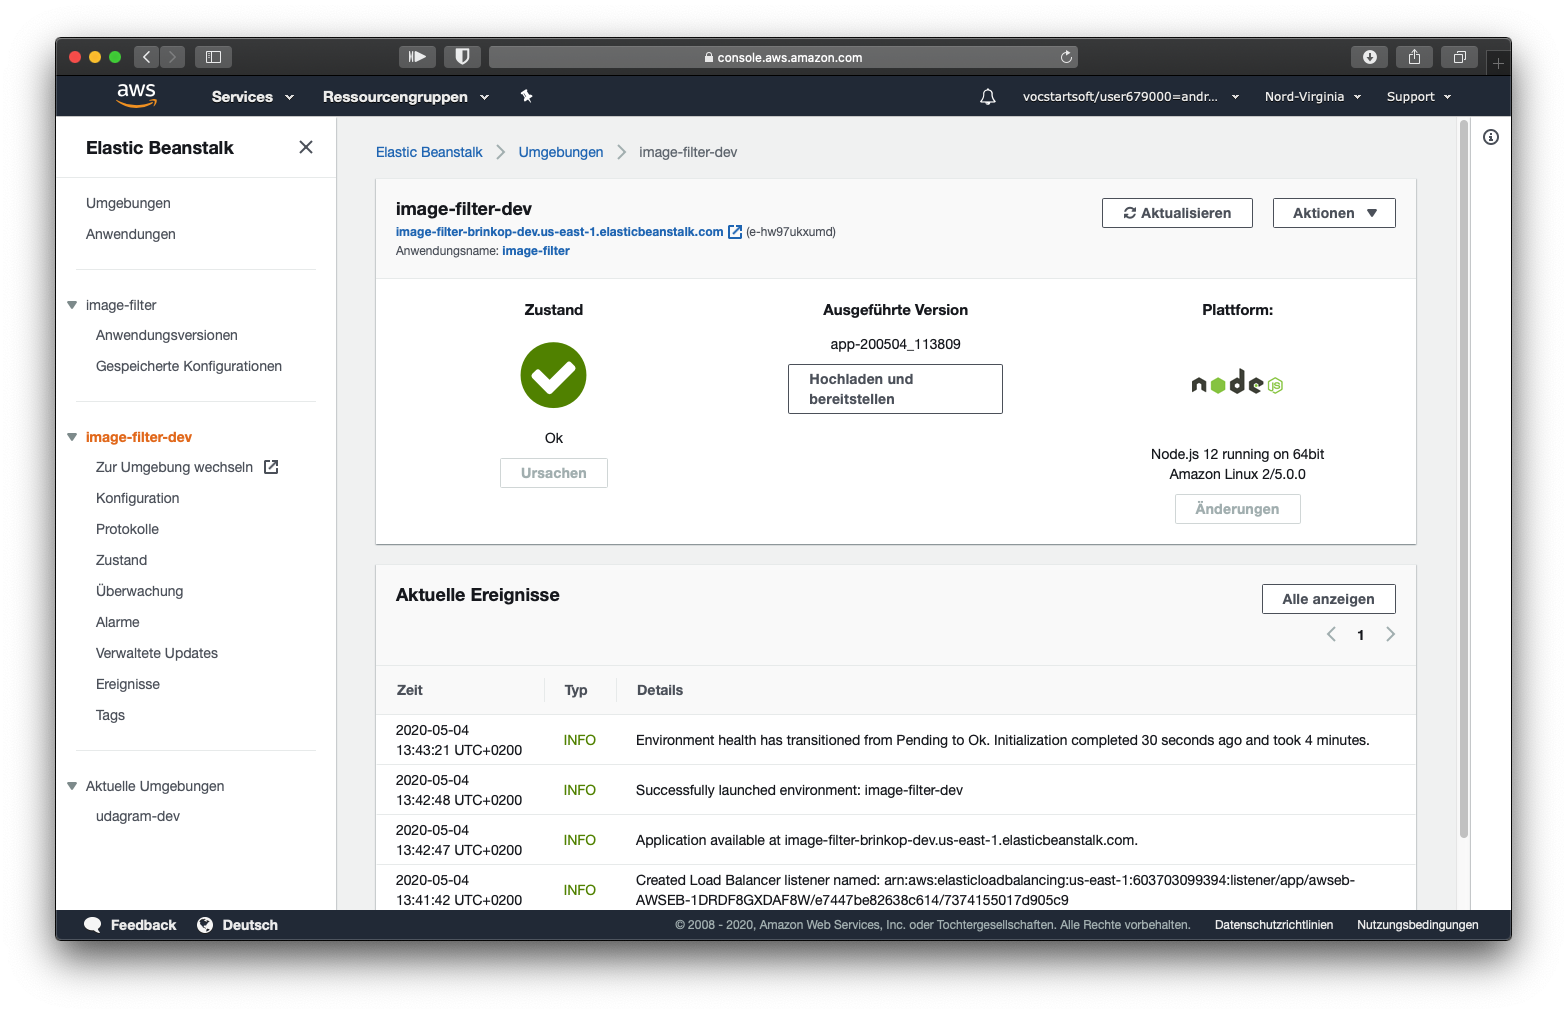 console.aws.amazon.com
aws
Services
Ressourcengruppen
vocstartsoft/user679000=andr...
Nord-Virginia
Support
Elastic Beanstalk
Umgebungen
Anwendungen
image-filter
Anwendungsversionen
Gespeicherte Konfigurationen
image-filter-dev
Zur Umgebung wechseln
Konfiguration
Protokolle
Zustand
Überwachung
Alarme
Verwaltete Updates
Ereignisse
Tags
Aktuelle Umgebungen
udagram-dev
Elastic Beanstalk
Umgebungen
image-filter-dev
image-filter-dev
image-filter-brinkop-dev.us-east-1.elasticbeanstalk.com (e-hw97ukxumd)
Anwendungsname: image-filter
Aktualisieren
Aktionen
Zustand
Ok
Ursachen
Ausgeführte Version
app-200504_113809
Hochladen und
bereitstellen
Plattform:
node JS
Node.js 12 running on 64bit
Amazon Linux 2/5.0.0
Änderungen
Aktuelle Ereignisse
Alle anzeigen
1
Zeit Typ Details
2020-05-04
13:43:21 UTC+0200
INFO
Environment health has transitioned from Pending to Ok. Initialization completed 30 seconds ago and took 4 minutes.
2020-05-04
13:42:48 UTC+0200
INFO
Successfully launched environment: image-filter-dev
2020-05-04
13:42:47 UTC+0200
INFO
Application available at image-filter-brinkop-dev.us-east-1.elasticbeanstalk.com.
2020-05-04
13:41:42 UTC+0200
INFO
Created Load Balancer listener named: arn:aws:elasticloadbalancing:us-east-1:603703099394:listener/app/awseb-
AWSEB-1DRDF8GXDAF8W/e7447be82638c614/7374155017d905c9
Feedback
Deutsch
© 2008 - 2020, Amazon Web Services, Inc. oder Tochtergesellschaften. Alle Rechte vorbehalten.
Datenschutzrichtlinien
Nutzungsbedingungen